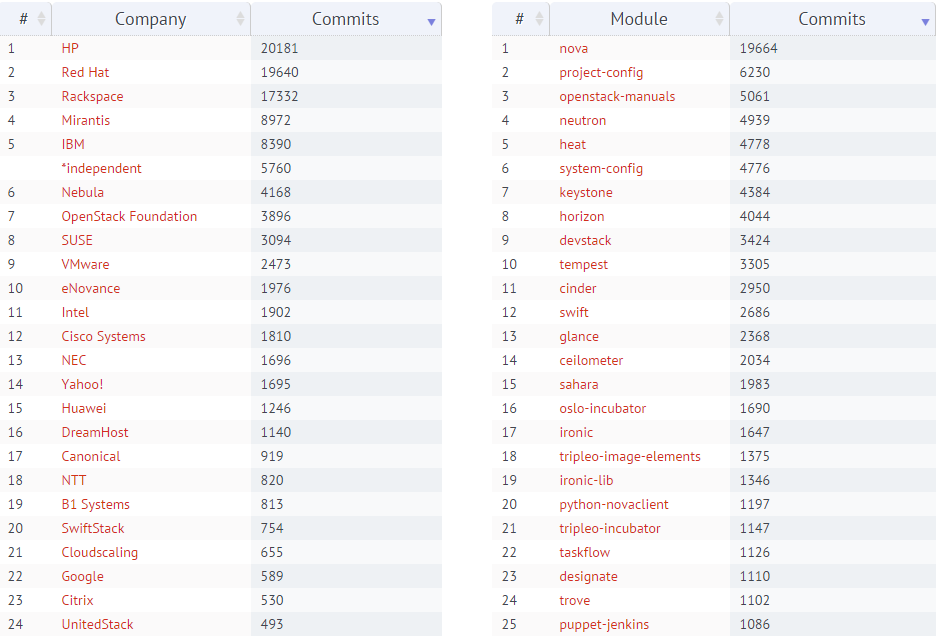 # Company Commits
1 HP 20181
2 Red Hat 19640
3 Rackspace 17332
4 Mirantis 8972
5 IBM 8390
*independent 5760
6 Nebula 4168
7 OpenStack Foundation 3896
8 SUSE 3094
9 VMware 2473
10 eNovance 1976
11 Intel 1902
12 Cisco Systems 1810
13 NEC 1696
14 Yahoo! 1695
15 Huawei 1246
16 DreamHost 1140
17 Canonical 919
18 NTT 820
19 B1 Systems 813
20 SwiftStack 754
21 Cloudscaling 655
22 Google 589
23 Citrix 530
24 UnitedStack 493
# Module Commits
1 nova 19664
2 project-config 6230
3 openstack-manuals 5061
4 neutron 4939
5 heat 4778
6 system-config 4776
7 keystone 4384
8 horizon 4044
9 devstack 3424
10 tempest 3305
11 cinder 2950
12 swift 2686
13 glance 2368
14 ceilometer 2034
15 sahara 1983
16 oslo-incubator 1690
17 ironic 1647
18 tripleo-image-elements 1375
19 ironic-lib 1346
20 python-novaclient 1197
21 tripleo-incubator 1147
22 taskflow 1126
23 designate 1110
24 trove 1102
25 puppet-jenkins 1086